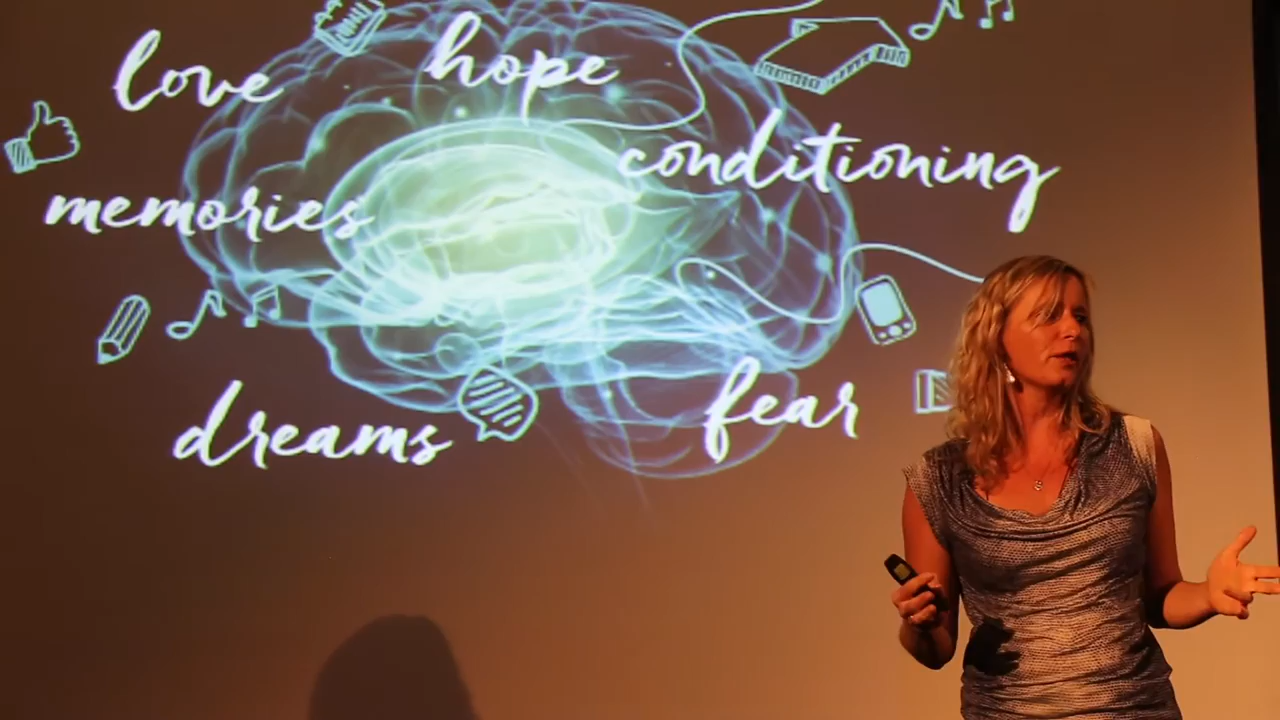 love
hope
conditioning
memories
dreams
fear